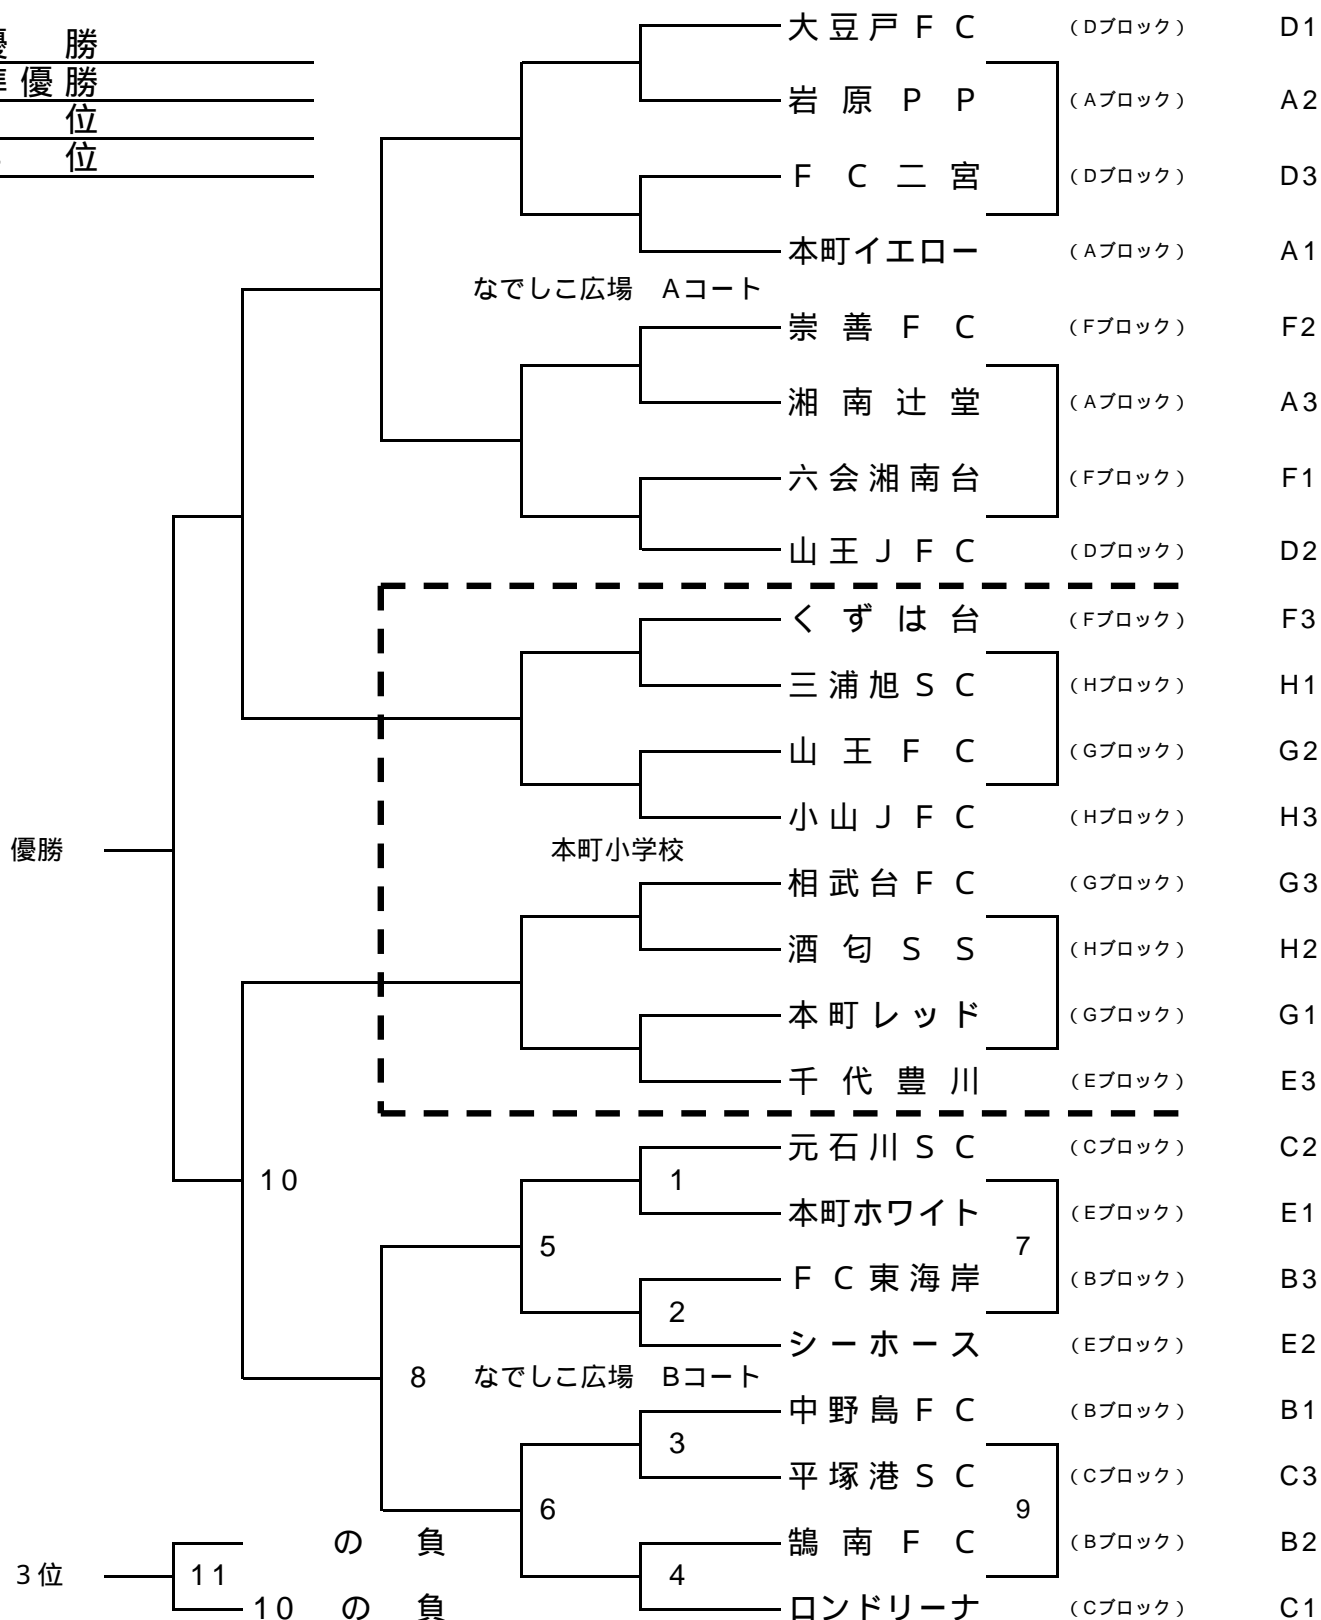 大豆戸FC (Dブロック) D1
優 勝
準優勝
岩原PP (Aブロック) A2
位
位
FC二宮 (Dブロック) D3
本町イエロー (Aブロック) A1
なでしこ広場 Aコート
崇善FC (Fブロック) F2
湘南辻堂 (Aブロック) A3
六会湘南台 (Fブロック) F1
山王JFC (Dブロック) D2
くずは台 (Fブロック) F3
三浦旭SC (Hブロック) H1
山王FC (Gブロック) G2
小山JFC (Hブロック) H3
優勝 本町小学校
相武台FC (Gブロック) G3
酒匂SS (Hブロック) H2
本町レッド (Gブロック) G1
千代豊川 (Eブロック) E3
元石川SC (Cブロック) C2
10 1
本町ホワイト (Eブロック) E1
5 7
FC東海岸 (Bブロック) B3
2
シーホース (Eブロック) E2
8 なでしこ広場 Bコート
中野島FC (Bブロック) B1
3
平塚港SC (Cブロック) C3
6 9
の 負 鵠南FC (Bブロック) B2
3位 11 4
10 の 負 ロンドリーナ (Cブロック) C1